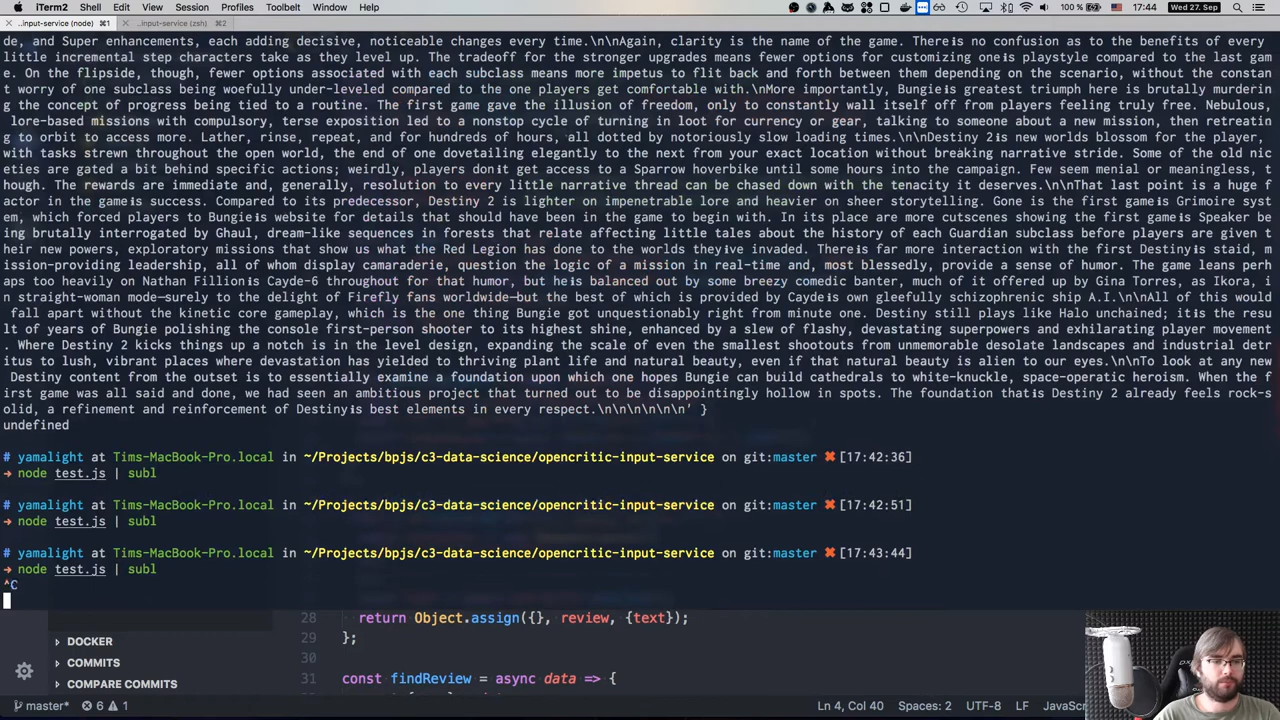 iTerm2 Shell Edit View Session Profiles Toolbelt Window Help 100 % 17:44 Wed 27. Sep
..input-service (node) ⌘1 ..input-service (zsh) ⌘2
de, and Super enhancements, each adding decisive, noticeable changes every time.\n\nAgain, clarity is the name of the game. There is no confusion as to the benefits of every
little incremental step characters take as they level up. The tradeoff for the stronger upgrades means fewer options for customizing oneis playstyle compared to the last gam
e. On the flipside, though, fewer options associated with each subclass means more impetus to flit back and forth between them depending on the scenario, without the constan
t worry of one subclass being woefully under-leveled compared to the one players get comfortable with.\nMore importantly, Bungieis greatest triumph here is brutally murderin
g the concept of progress being tied to a routine. The first game gave the illusion of freedom, only to constantly wall itself off from players feeling truly free. Nebulous,
lore-based missions with compulsory, terse exposition led to a nonstop cycle of turning in loot for currency or gear, talking to someone about a new mission, then retreatin
g to orbit to access more. Lather, rinse, repeat, and for hundreds of hours, all dotted by notoriously slow loading times.\n\nDestiny 2is new worlds blossom for the player,
with tasks strewn throughout the open world, the end of one dovetailing elegantly to the next from your exact location without breaking narrative stride. Some of the old nic
eties are gated a bit behind specific actions; weirdly, players donit get access to a Sparrow hoverbike until some hours into the campaign. Few seem menial or meaningless, t
hough. The rewards are immediate and, generally, resolution to every little narrative thread can be chased down with the tenacity it deserves.\n\nThat last point is a huge f
actor in the gameis success. Compared to its predecessor, Destiny 2 is lighter on impenetrable lore and heavier on sheer storytelling. Gone is the first gameis Grimoire syst
em, which forced players to Bungieis website for details that should have been in the game to begin with. In its place are more cutscenes showing the first gameis Speaker be
ing brutally interrogated by Ghaul, dream-like sequences in forests that relate affecting little tales about the history of each Guardian subclass before players are given t
heir new powers, exploratory missions that show us what the Red Legion has done to the worlds theyive invaded. Thereis far more interaction with the first Destinyis staid, m
ission-providing leadership, all of whom display camaraderie, question the logic of a mission in real-time and, most blessedly, provide a sense of humor. The game leans perh
aps too heavily on Nathan Fillionis Cayde-6 throughout for that humor, but heis balanced out by some breezy comedic banter, much of it offered up by Gina Torres, as Ikora, i
n straight-woman mode—surely to the delight of Firefly fans worldwide—but the best of which is provided by Caydeis own gleefully schizophrenic ship A.I.\n\nAll of this would
fall apart without the kinetic core gameplay, which is the one thing Bungie got unquestionably right from minute one. Destiny still plays like Halo unchained; it is the resu
lt of years of Bungie polishing the console first-person shooter to its highest shine, enhanced by a slew of flashy, devastating superpowers and exhilarating player movement
. Where Destiny 2 kicks things up a notch is in the level design, expanding the scale of even the smallest shootouts from unmemorable desolate landscapes and industrial detr
itus to lush, vibrant places where devastation has yielded to thriving plant life and natural beauty, even if that natural beauty is alien to our eyes.\n\nTo look at any new
Destiny content from the outset is to essentially examine a foundation upon which one hopes Bungie can build cathedrals to white-knuckle, space-operatic heroism. When the f
irst game was all said and done, we had seen an ambitious project that turned out to be disappointingly hollow in spots. The foundation thatis Destiny 2 already feels rock-s
olid, a refinement and reinforcement of Destinyis best elements in every respect.\n\n\n\n\n\n' }
undefined
# yamalight at Tims-MacBook-Pro.local in ~/Projects/bpjs/c3-data-science/opencritic-input-service on git:master ✖ [17:42:36]
→ node test.js | subl
# yamalight at Tims-MacBook-Pro.local in ~/Projects/bpjs/c3-data-science/opencritic-input-service on git:master ✖ [17:42:51]
→ node test.js | subl
# yamalight at Tims-MacBook-Pro.local in ~/Projects/bpjs/c3-data-science/opencritic-input-service on git:master ✖ [17:43:44]
→ node test.js | subl
^C
28 return Object.assign({}, review, {text});
29 };
30
31 const findReview = async data => {
DOCKER
COMMITS
COMPARE COMMITS
master* 6 1 Ln 4, Col 40 Spaces: 2 UTF-8 LF JavaSc